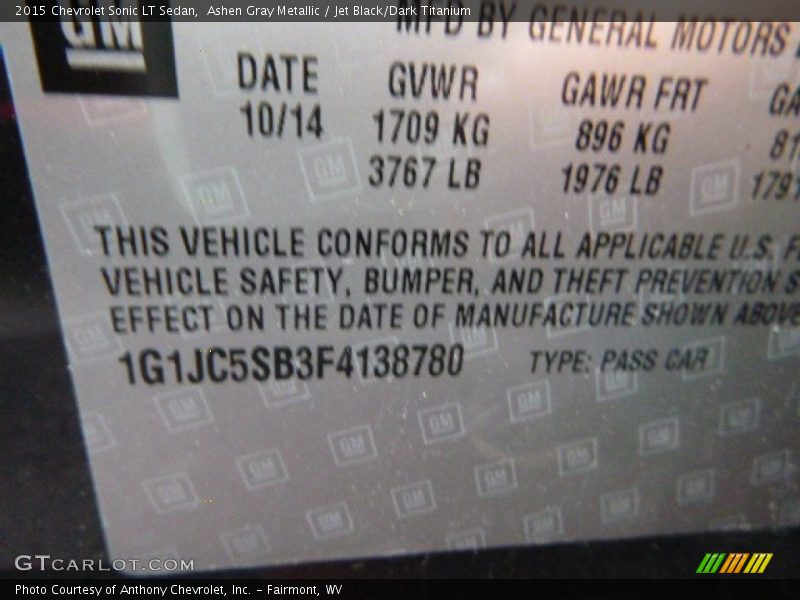 2015 Chevrolet Sonic LT Sedan, Ashen Gray Metallic / Jet Black/Dark Titanium
GM
MFD BY GENERAL MOTORS
DATE GVWR GAWR FRT
10/14 1709 KG 896 KG
3767 LB 1976 LB
THIS VEHICLE CONFORMS TO ALL APPLICABLE U.S.
VEHICLE SAFETY, BUMPER, AND THEFT PREVENTION
EFFECT ON THE DATE OF MANUFACTURE SHOWN ABOVE
1G1JC5SB3F4138780 TYPE: PASS CAR
GTCARLOT.COM
Photo Courtesy of Anthony Chevrolet, Inc. – Fairmont, WV